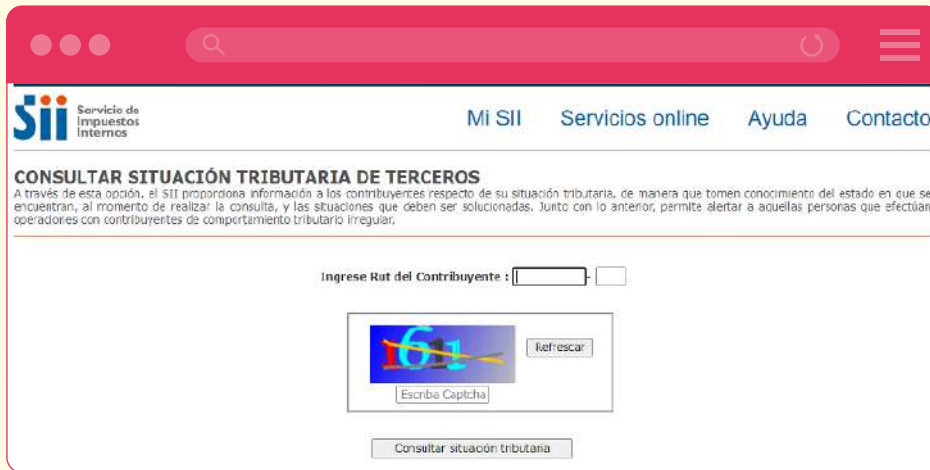 sii Servicio de
Impuestos
Internos
Mi SII Servicios online Ayuda Contacto
CONSULTAR SITUACIÓN TRIBUTARIA DE TERCEROS
A través de esta opción, el SII proporciona información a los contribuyentes respecto de su situación tributaria, de manera que tomen conocimiento del estado en que se
encuentran, al momento de realizar la consulta, y las situaciones que deben ser solucionadas. Junto con lo anterior, permite alertar a aquellas personas que efectúan
operaciones con contribuyentes de comportamiento tributario irregular.
Ingrese Rut del Contribuyente : -
Refrescar
Escriba Captcha
Consultar situación tributaria